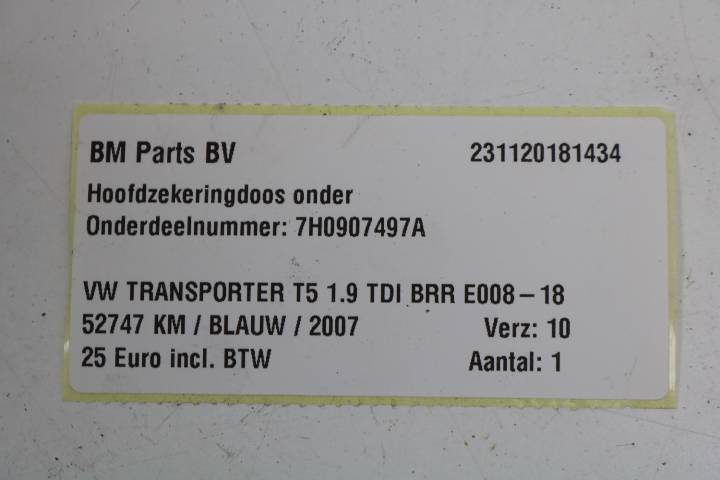 BM Parts BV 231120181434
Hoofdzekeringdoos onder
Onderdeelnummer: 7H0907497A
VW TRANSPORTER T5 1.9 TDI BRR E008-18
52747 KM / BLAUW / 2007 Verz: 10
25 Euro incl. BTW Aantal: 1